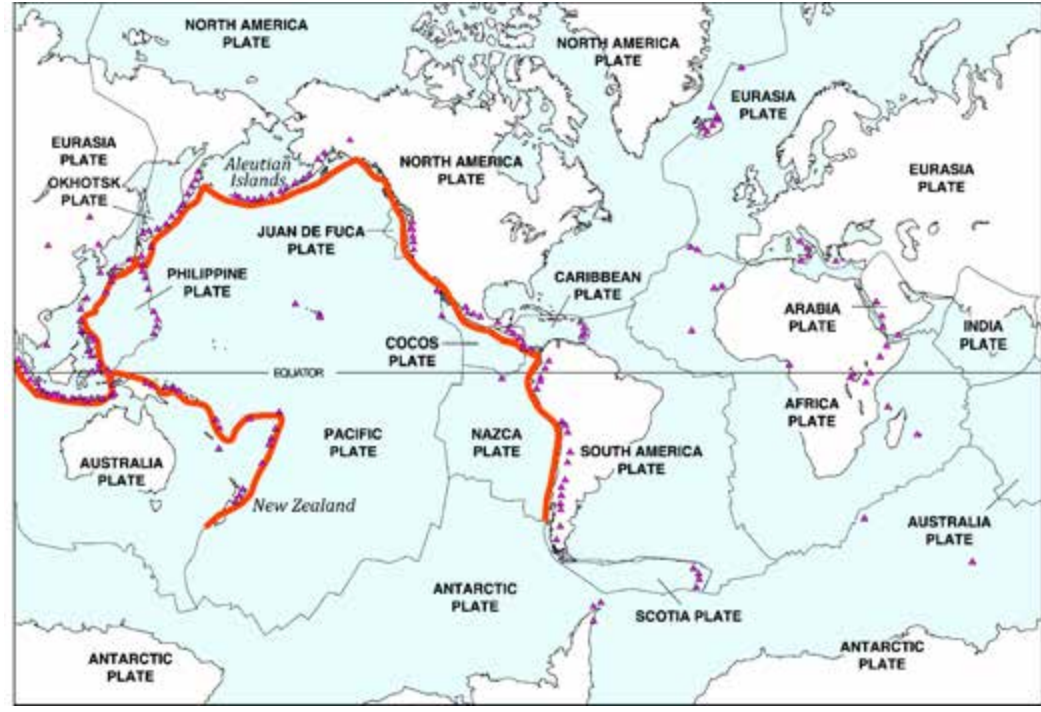 NORTH AMERICA
PLATE
NORTH AMERICA
PLATE
EURASIA
PLATE
EURASIA
PLATE
OKHOTSK
PLATE
Aleutian
Islands
NORTH AMERICA
PLATE
EURASIA
PLATE
JUAN DE FUCA
PLATE
PHILIPPINE
PLATE
CARIBBEAN
PLATE
ARABIA
PLATE
INDIA
PLATE
COCOS
PLATE
EQUATOR
AFRICA
PLATE
PACIFIC
PLATE
NAZCA
PLATE
SOUTH AMERICA
PLATE
AUSTRALIA
PLATE
New Zealand
AUSTRALIA
PLATE
ANTARCTIC
PLATE
SCOTIA PLATE
ANTARCTIC
PLATE
ANTARCTIC
PLATE